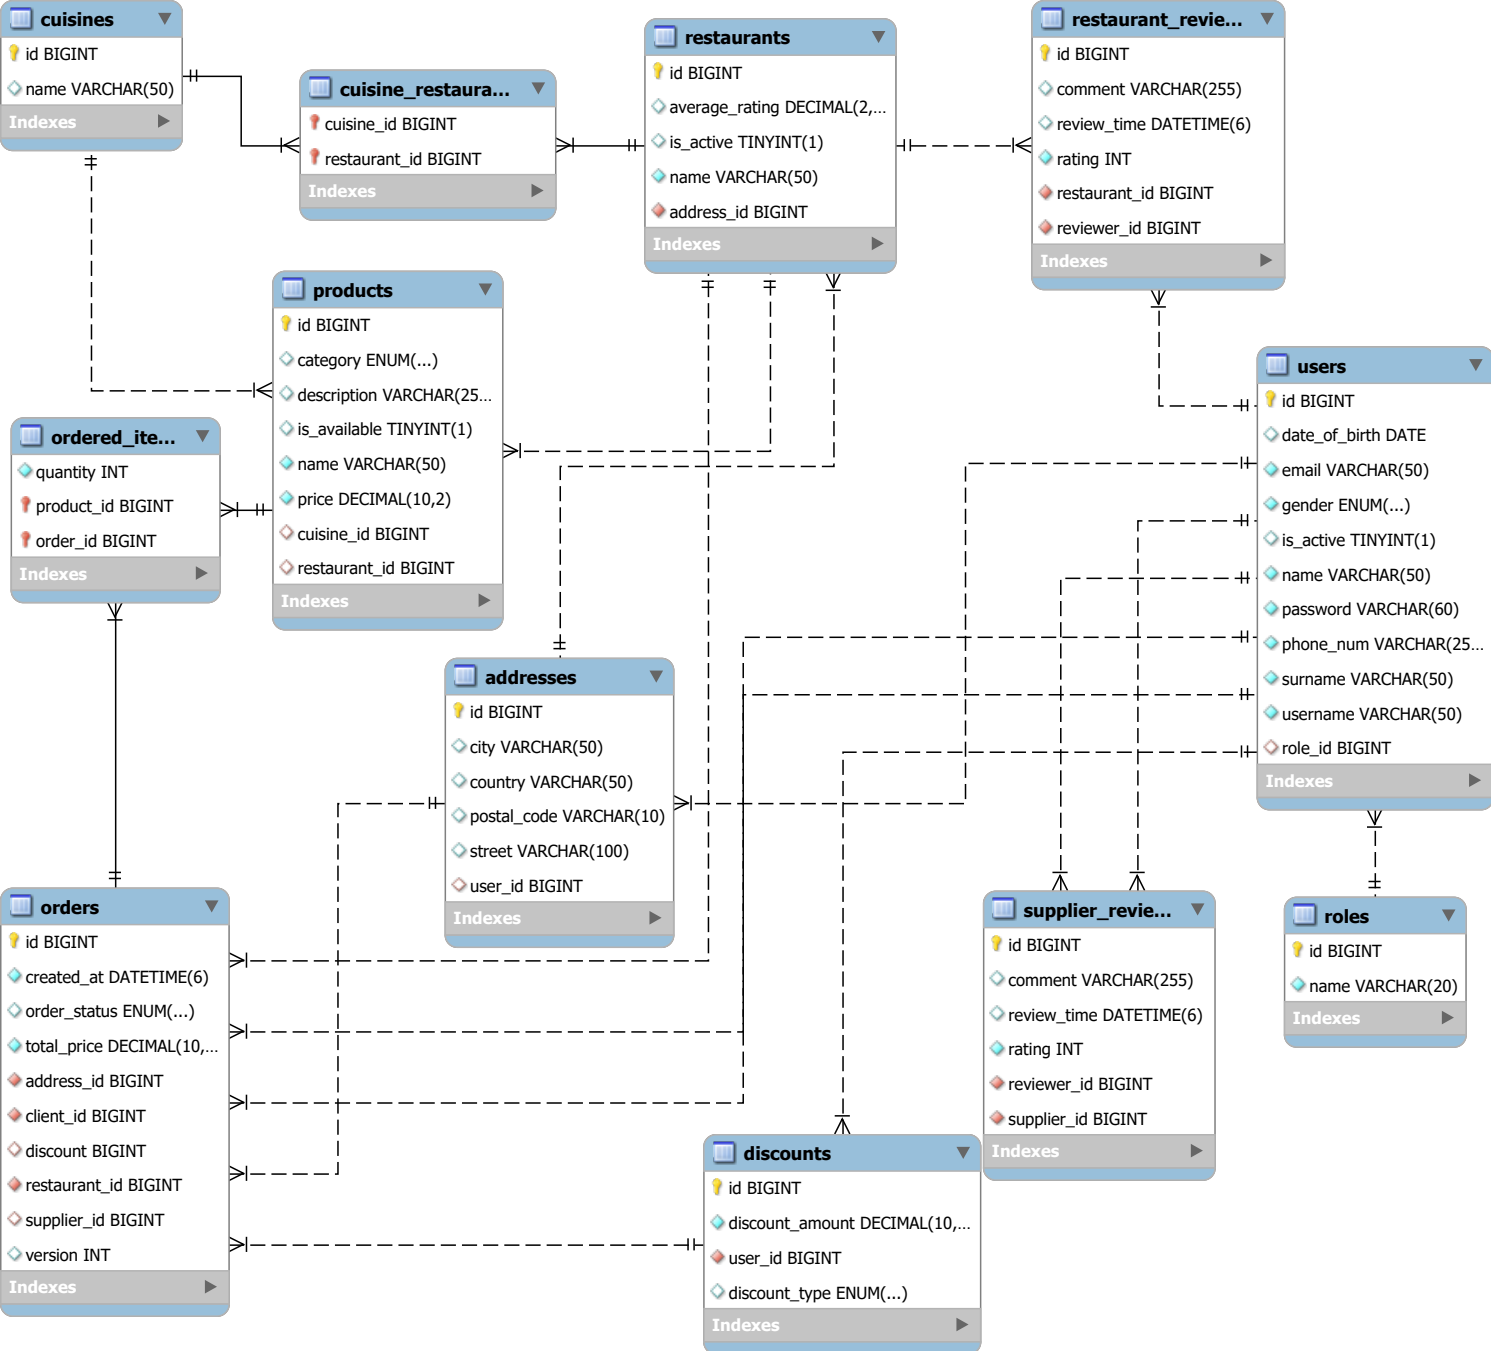 cuisines
id BIGINT
name VARCHAR(50)
Indexes
cuisine_restaura...
cuisine_id BIGINT
restaurant_id BIGINT
Indexes
restaurants
id BIGINT
average_rating DECIMAL(2,...
is_active TINYINT(1)
name VARCHAR(50)
address_id BIGINT
Indexes
restaurant_revie...
id BIGINT
comment VARCHAR(255)
review_time DATETIME(6)
rating INT
restaurant_id BIGINT
reviewer_id BIGINT
Indexes
products
id BIGINT
category ENUM(...)
description VARCHAR(25...
is_available TINYINT(1)
name VARCHAR(50)
price DECIMAL(10,2)
cuisine_id BIGINT
restaurant_id BIGINT
Indexes
ordered_ite...
quantity INT
product_id BIGINT
order_id BIGINT
Indexes
users
id BIGINT
date_of_birth DATE
email VARCHAR(50)
gender ENUM(...)
is_active TINYINT(1)
name VARCHAR(50)
password VARCHAR(60)
phone_num VARCHAR(25...
surname VARCHAR(50)
username VARCHAR(50)
role_id BIGINT
Indexes
addresses
id BIGINT
city VARCHAR(50)
country VARCHAR(50)
postal_code VARCHAR(10)
street VARCHAR(100)
user_id BIGINT
Indexes
orders
id BIGINT
created_at DATETIME(6)
order_status ENUM(...)
total_price DECIMAL(10,...
address_id BIGINT
client_id BIGINT
discount BIGINT
restaurant_id BIGINT
supplier_id BIGINT
version INT
Indexes
supplier_revie...
id BIGINT
comment VARCHAR(255)
review_time DATETIME(6)
rating INT
reviewer_id BIGINT
supplier_id BIGINT
Indexes
roles
id BIGINT
name VARCHAR(20)
Indexes
discounts
id BIGINT
discount_amount DECIMAL(10,...
user_id BIGINT
discount_type ENUM(...)
Indexes